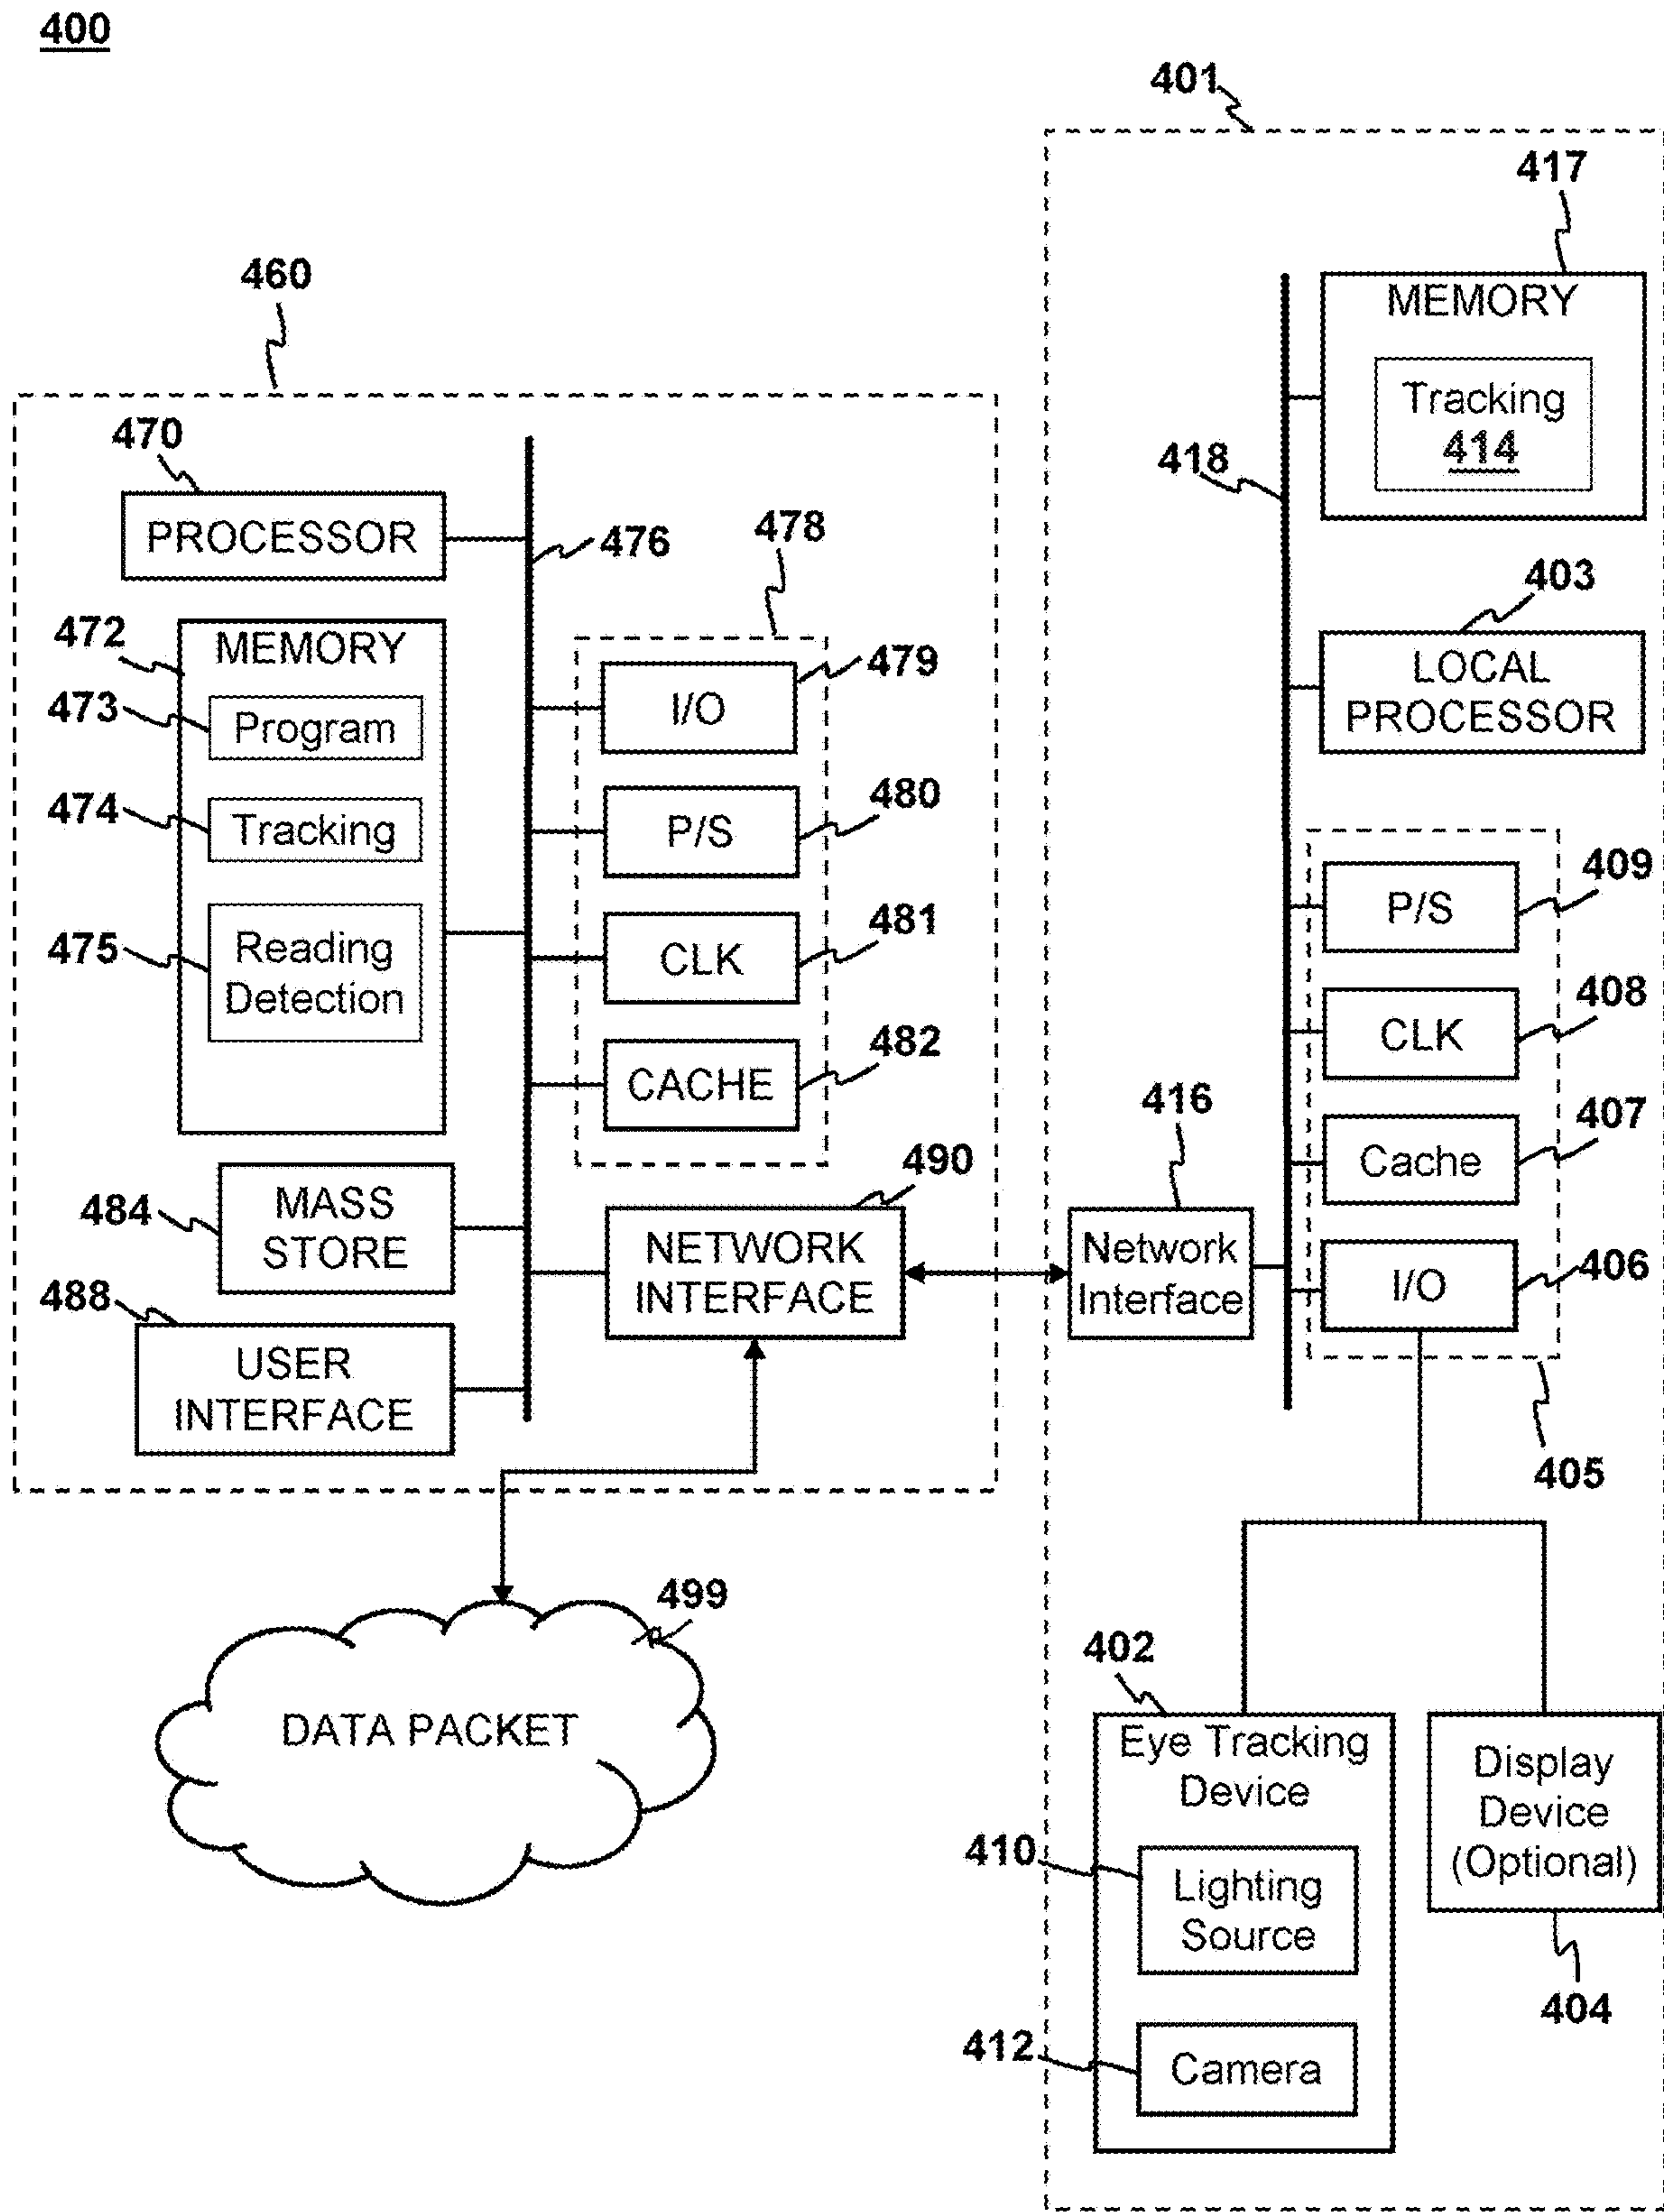 400
401
417
MEMORY
Tracking
414
418
403
LOCAL
PROCESSOR
409
P/S
408
CLK
407
Cache
406
I/O
405
416
Network
Interface
460
470
PROCESSOR
476
478
472
MEMORY
473
Program
474
Tracking
475
Reading
Detection
479
I/O
480
P/S
481
CLK
482
CACHE
484
MASS
STORE
490
NETWORK
INTERFACE
488
USER
INTERFACE
499
DATA PACKET
402
Eye Tracking
Device
410
Lighting
Source
412
Camera
Display
Device
(Optional)
404